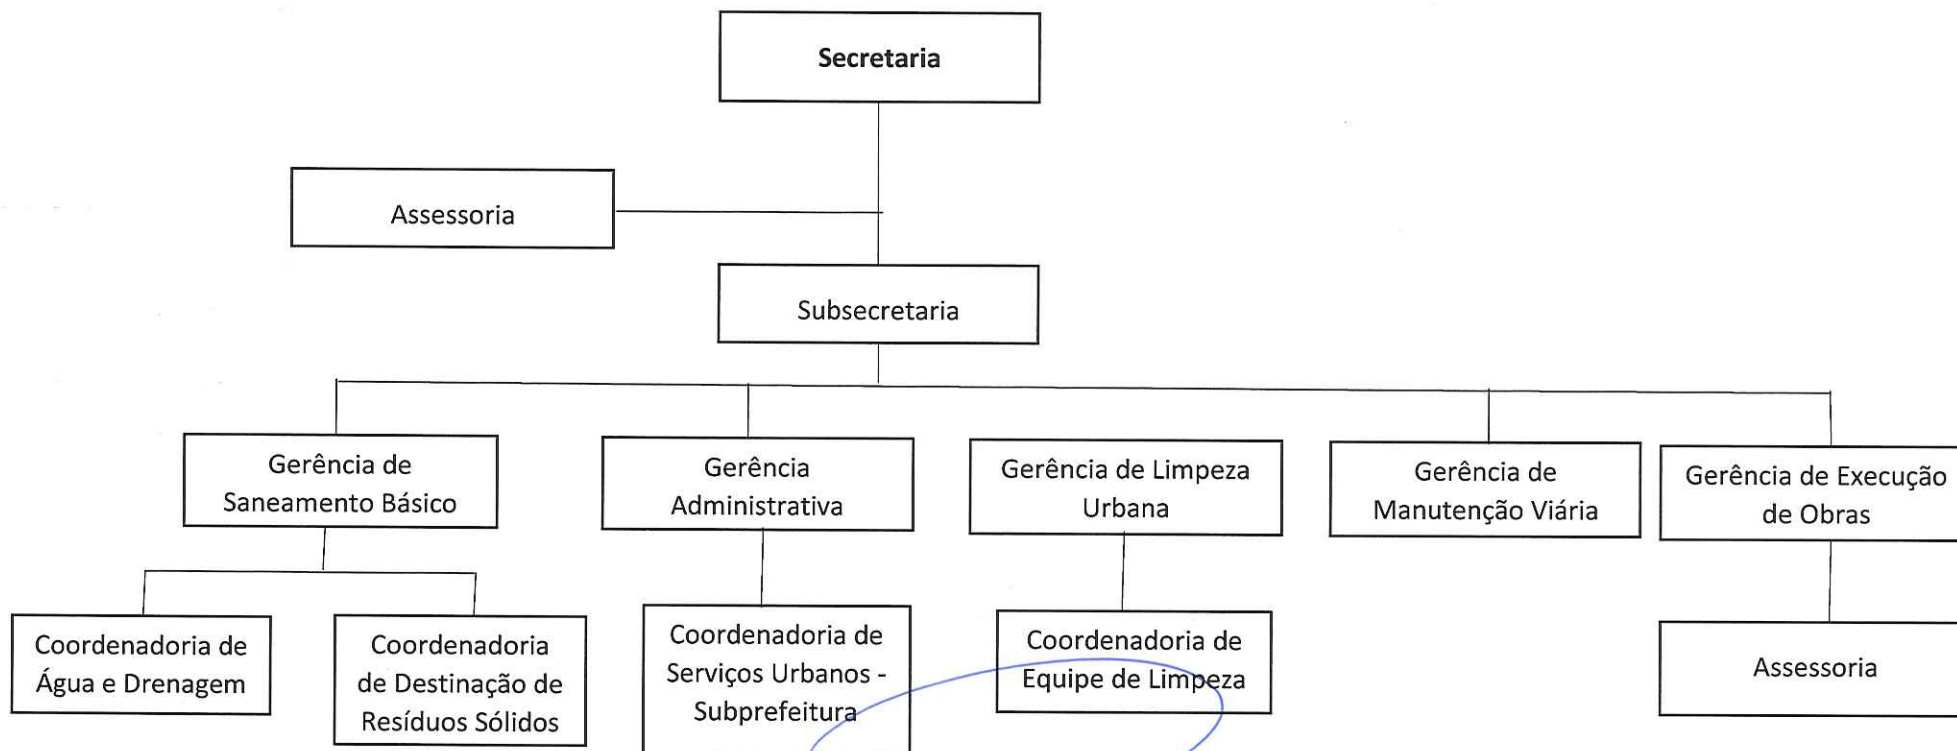 Secretaria
Assessoria
Subsecretaria
Gerência de
Saneamento Básico
Gerência
Administrativa
Gerência de Limpeza
Urbana
Gerência de
Manutenção Viária
Gerência de Execução
de Obras
Coordenadoria de
Água e Drenagem
Coordenadoria
de Destinação de
Resíduos Sólidos
Coordenadoria de
Serviços Urbanos -
Subprefeitura
Coordenadoria de
Equipe de Limpeza
Assessoria